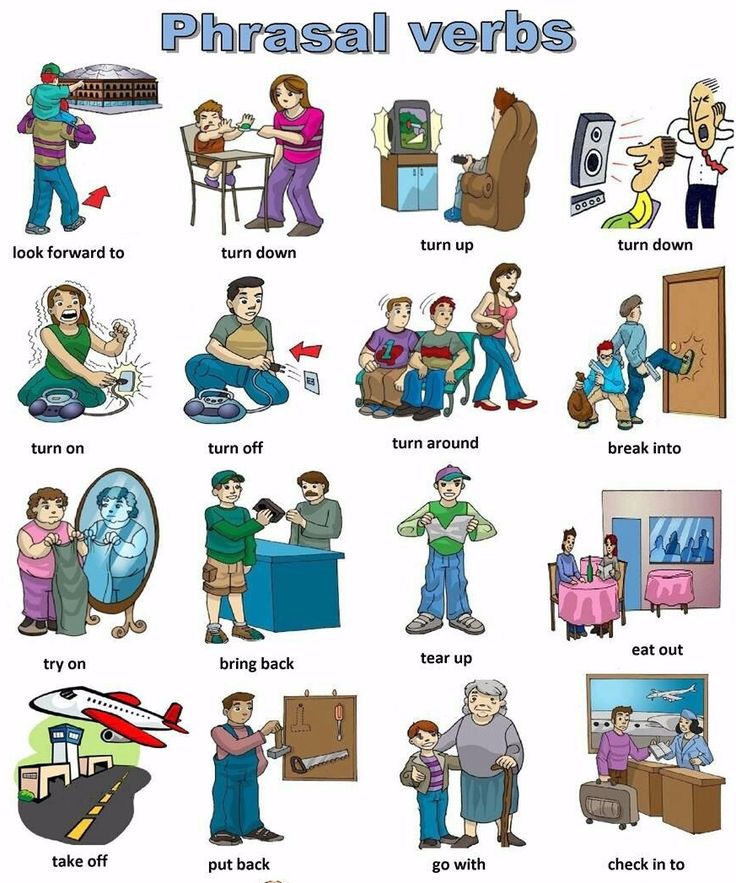 Phrasal verbs
look forward to
turn down
turn up
turn down
turn on
turn off
turn around
break into
try on
bring back
tear up
eat out
take off
put back
go with
check in to